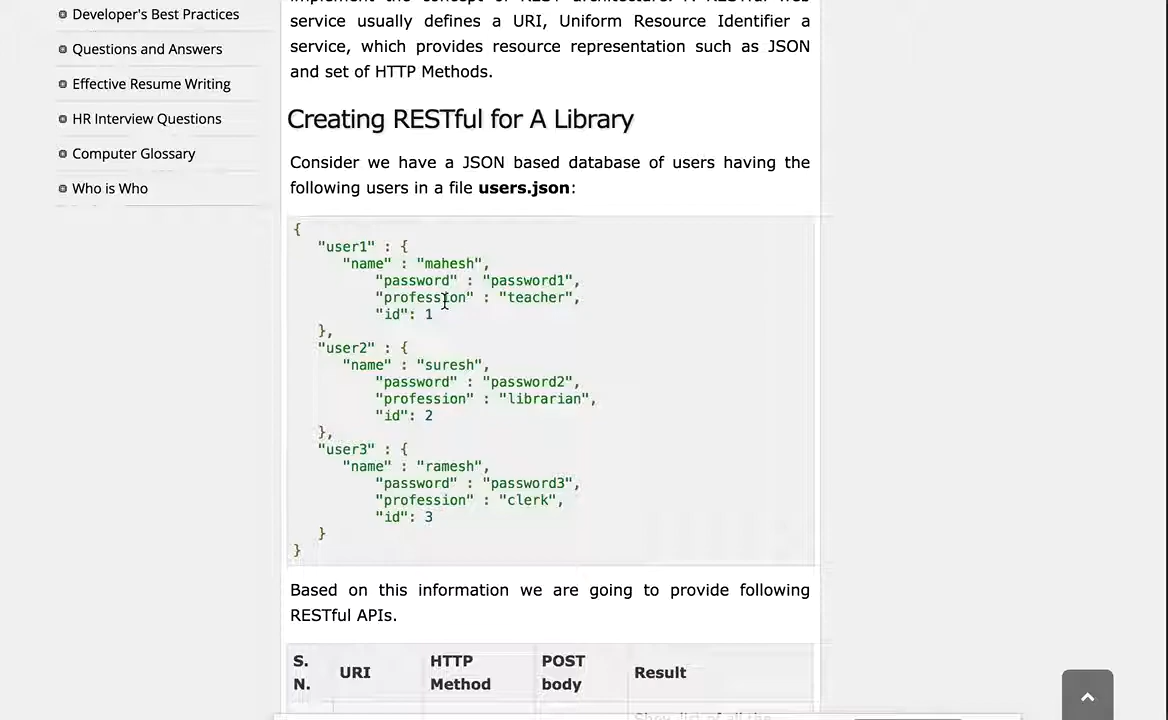 Developer's Best Practices
Questions and Answers
Effective Resume Writing
HR Interview Questions
Computer Glossary
Who is Who
service usually defines a URI, Uniform Resource Identifier a
service, which provides resource representation such as JSON
and set of HTTP Methods.
Creating RESTful for A Library
Consider we have a JSON based database of users having the
following users in a file users.json:
{
"user1" : {
"name" : "mahesh",
"password" : "password1",
"profession" : "teacher",
"id": 1
},
"user2" : {
"name" : "suresh",
"password" : "password2",
"profession" : "librarian",
"id": 2
},
"user3" : {
"name" : "ramesh",
"password" : "password3",
"profession" : "clerk",
"id": 3
}
}
Based on this information we are going to provide following
RESTful APIs.
S. N. URI HTTP Method POST body Result